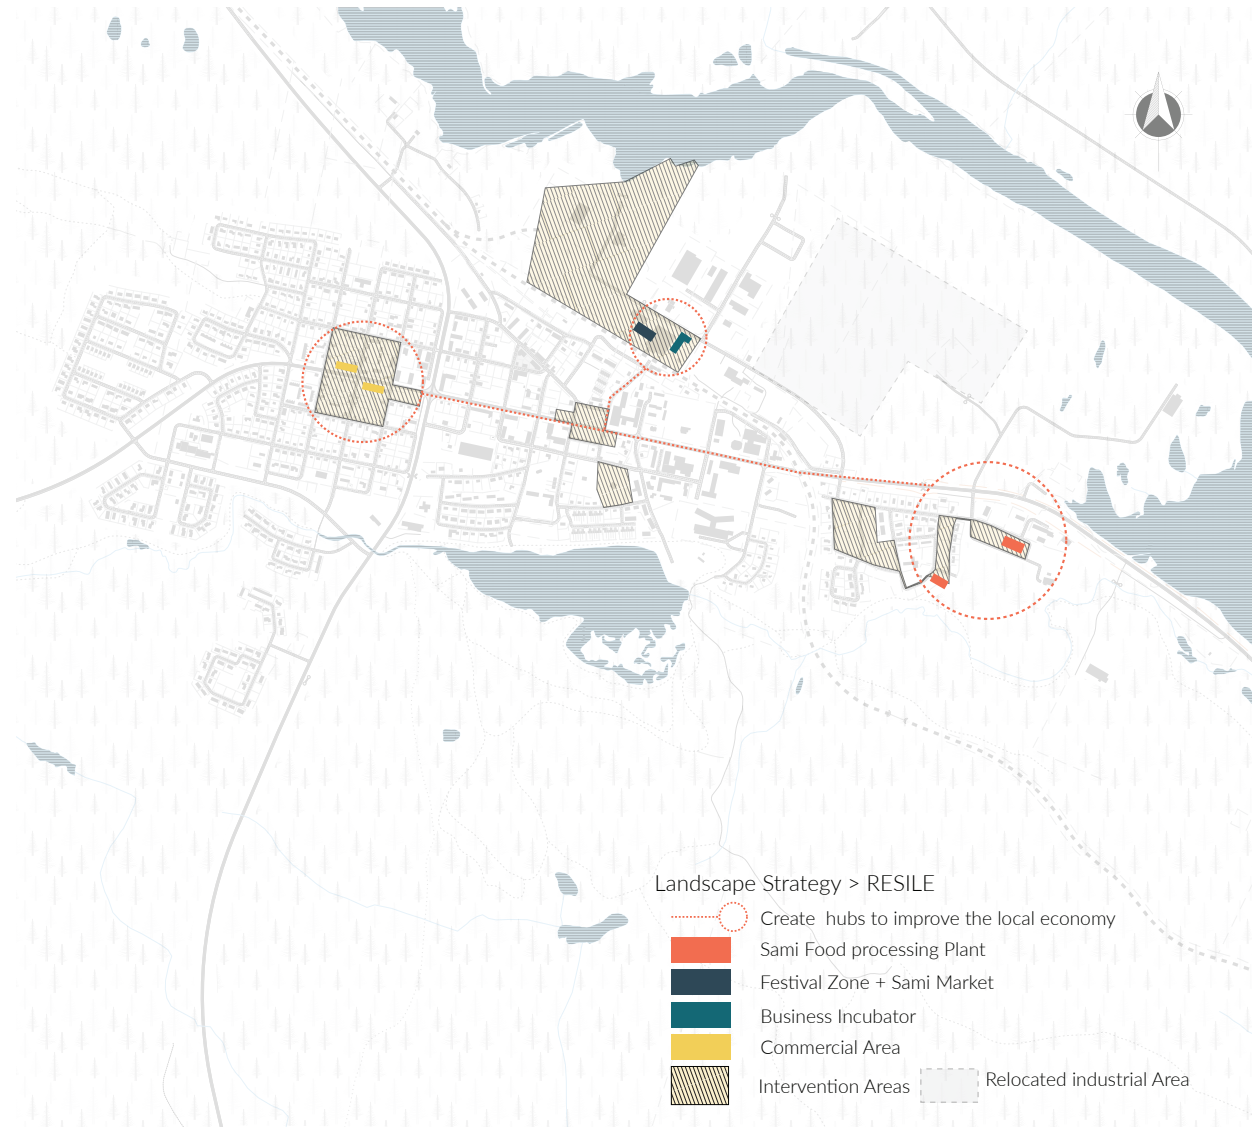 Landscape Strategy > RESILE
Create hubs to improve the local economy
Sami Food processing Plant
Festival Zone + Sami Market
Business Incubator
Commercial Area
Intervention Areas
Relocated industrial Area